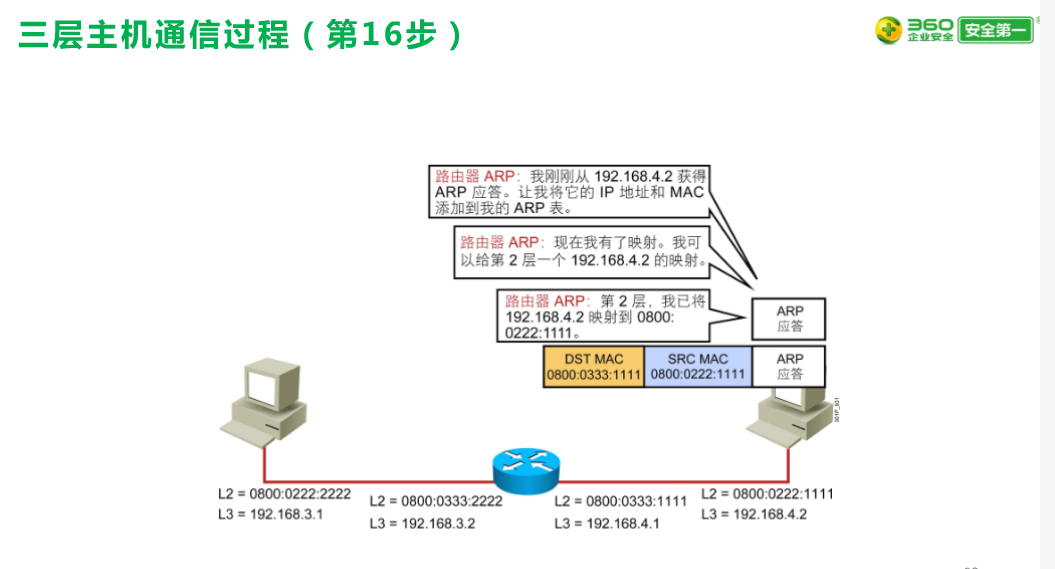 三层主机通信过程（第16步）
360
企业安全
安全第一
路由器 ARP：我刚刚从 192.168.4.2 获得
ARP 应答。让我将它的 IP 地址和 MAC
添加到我的 ARP 表。
路由器 ARP：现在我有了映射。我可
以给第 2 层一个 192.168.4.2 的映射。
路由器 ARP：第 2 层，我已将
192.168.4.2 映射到 0800:
0222:1111。
ARP
应答
DST MAC
0800:0333:1111
SRC MAC
0800:0222:1111
ARP
应答
L2 = 0800:0222:2222
L3 = 192.168.3.1
L2 = 0800:0333:2222
L3 = 192.168.3.2
L2 = 0800:0333:1111
L3 = 192.168.4.1
L2 = 0800:0222:1111
L3 = 192.168.4.2